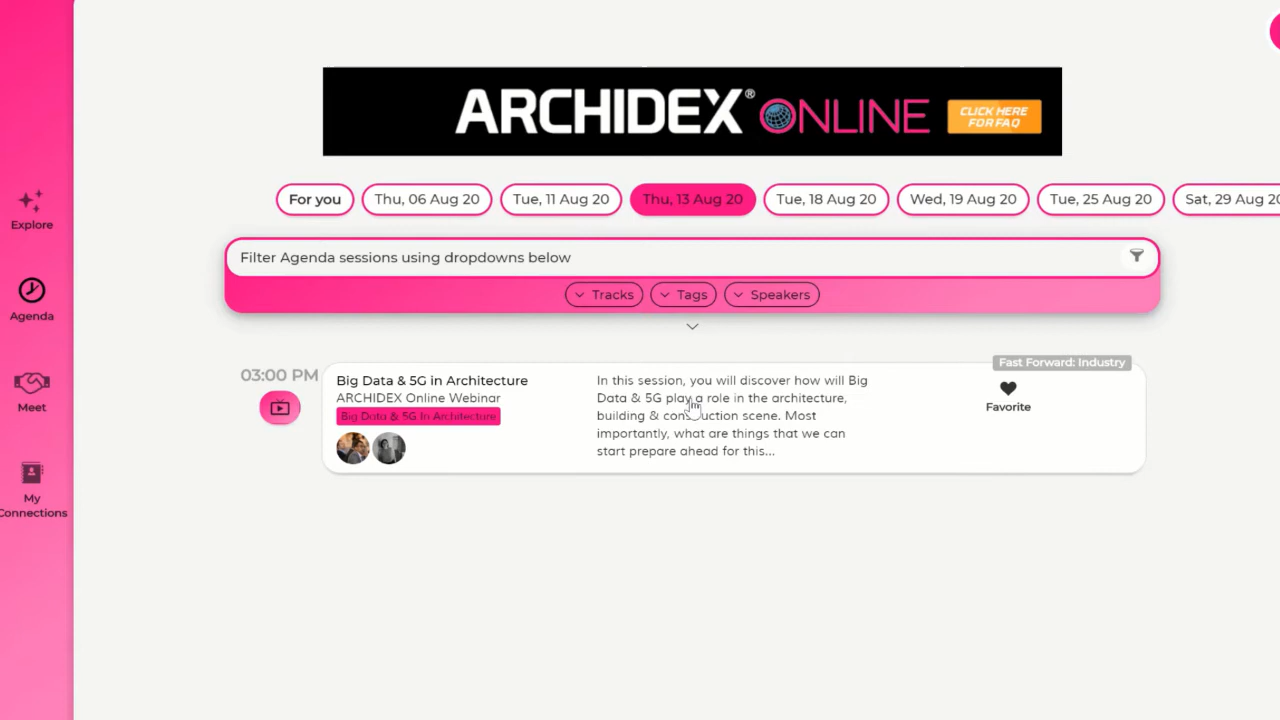 ARCHIDEX® ONLINE
CLICK HERE
FOR FAQ
For you
Thu, 06 Aug 20
Tue, 11 Aug 20
Thu, 13 Aug 20
Tue, 18 Aug 20
Wed, 19 Aug 20
Tue, 25 Aug 20
Sat, 29 Aug 20
Explore
Agenda
Meet
My
Connections
Filter Agenda sessions using dropdowns below
Tracks
Tags
Speakers
03:00 PM
Big Data & 5G in Architecture
ARCHIDEX Online Webinar
Big Data & 5G In Architecture
In this session, you will discover how will Big
Data & 5G play a role in the architecture,
building & construction scene. Most
importantly, what are things that we can
start prepare ahead for this...
Fast Forward: Industry
Favorite